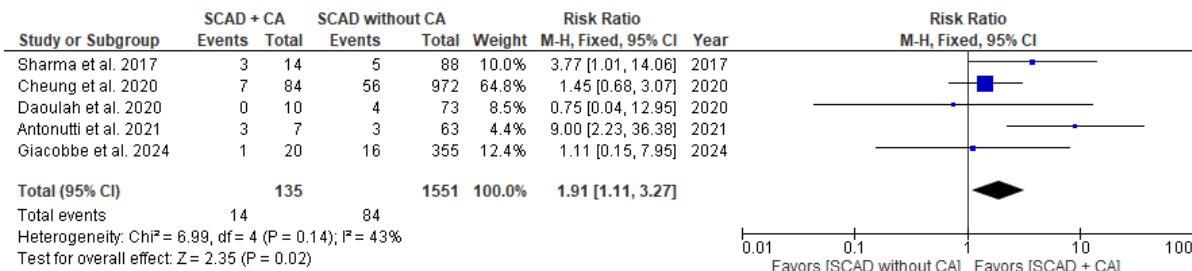 SCAD + CA SCAD without CA Risk Ratio Risk Ratio
Study or Subgroup Events Total Events Total Weight M-H, Fixed, 95% CI Year M-H, Fixed, 95% CI
Sharma et al. 2017 3 14 5 88 10.0% 3.77 [1.01, 14.06] 2017
Cheung et al. 2020 7 84 56 972 64.8% 1.45 [0.68, 3.07] 2020
Daoulah et al. 2020 0 10 4 73 8.5% 0.75 [0.04, 12.95] 2020
Antonutti et al. 2021 3 7 3 63 4.4% 9.00 [2.23, 36.38] 2021
Giacobbe et al. 2024 1 20 16 355 12.4% 1.11 [0.15, 7.95] 2024
Total (95% CI) 135 1551 100.0% 1.91 [1.11, 3.27]
Total events 14 84
Heterogeneity: Chi² = 6.99, df = 4 (P = 0.14); I² = 43%
Test for overall effect: Z = 2.35 (P = 0.02)
0.01 0.1 1 10 100
Favors [SCAD without CA] Favors [SCAD + CA]